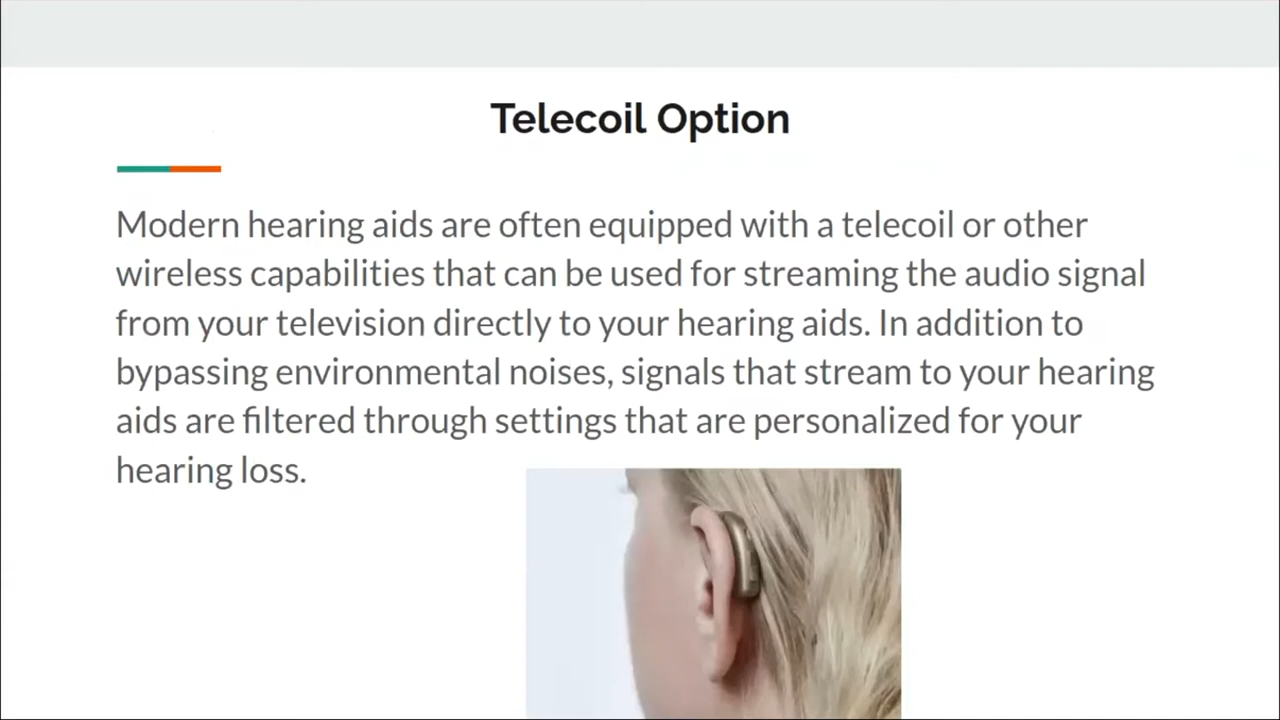 Telecoil Option
Modern hearing aids are often equipped with a telecoil or other
wireless capabilities that can be used for streaming the audio signal
from your television directly to your hearing aids. In addition to
bypassing environmental noises, signals that stream to your hearing
aids are filtered through settings that are personalized for your
hearing loss.